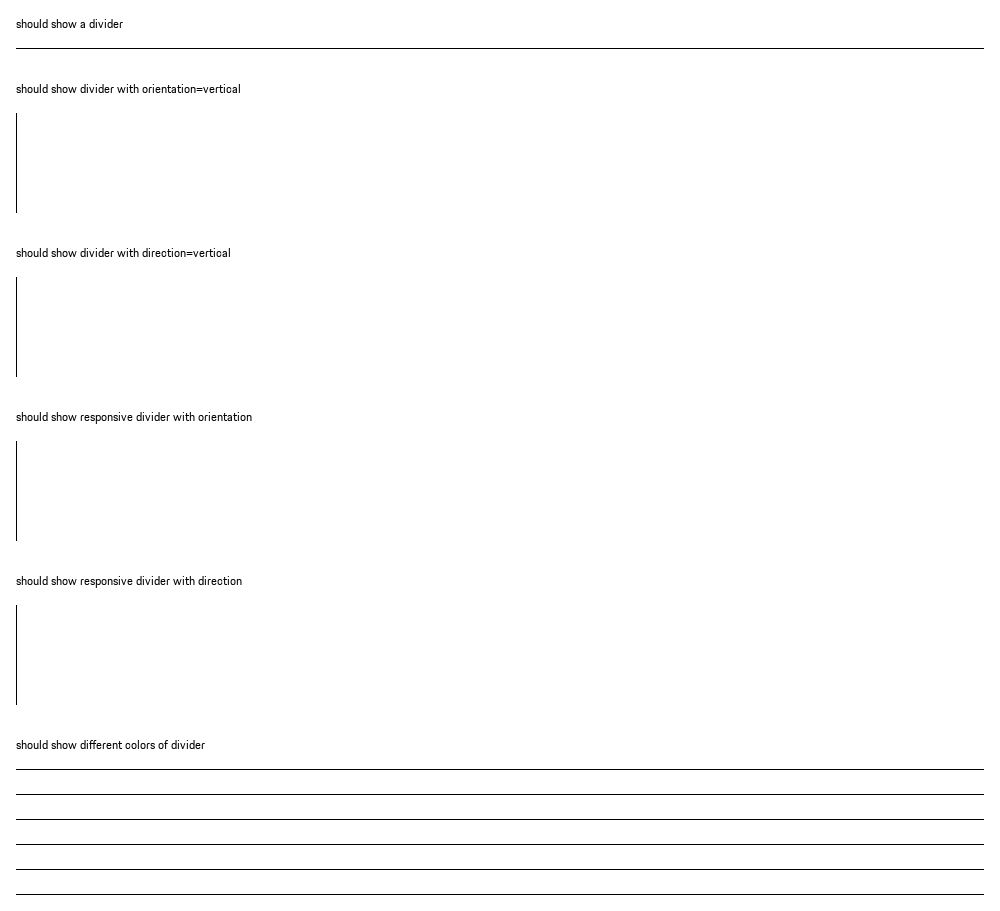 should show a divider
should show divider with orientation=vertical
should show divider with direction=vertical
should show responsive divider with orientation
should show responsive divider with direction
should show different colors of divider